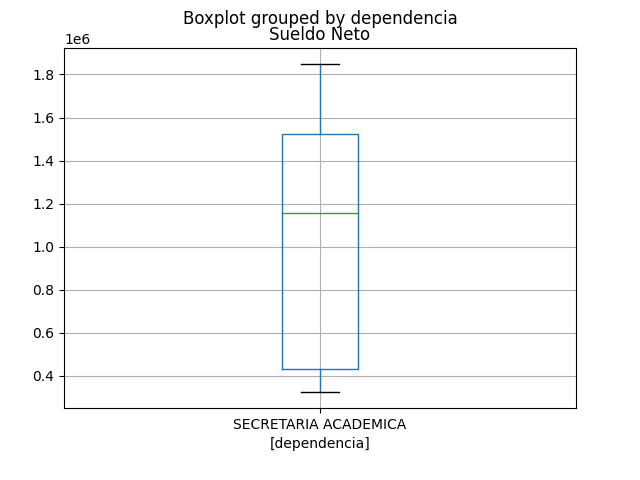 Boxplot grouped by dependencia
Sueldo Neto
1e6
1.8
1.6
1.4
1.2
1.0
0.8
0.6
0.4
SECRETARIA ACADEMICA
[dependencia]